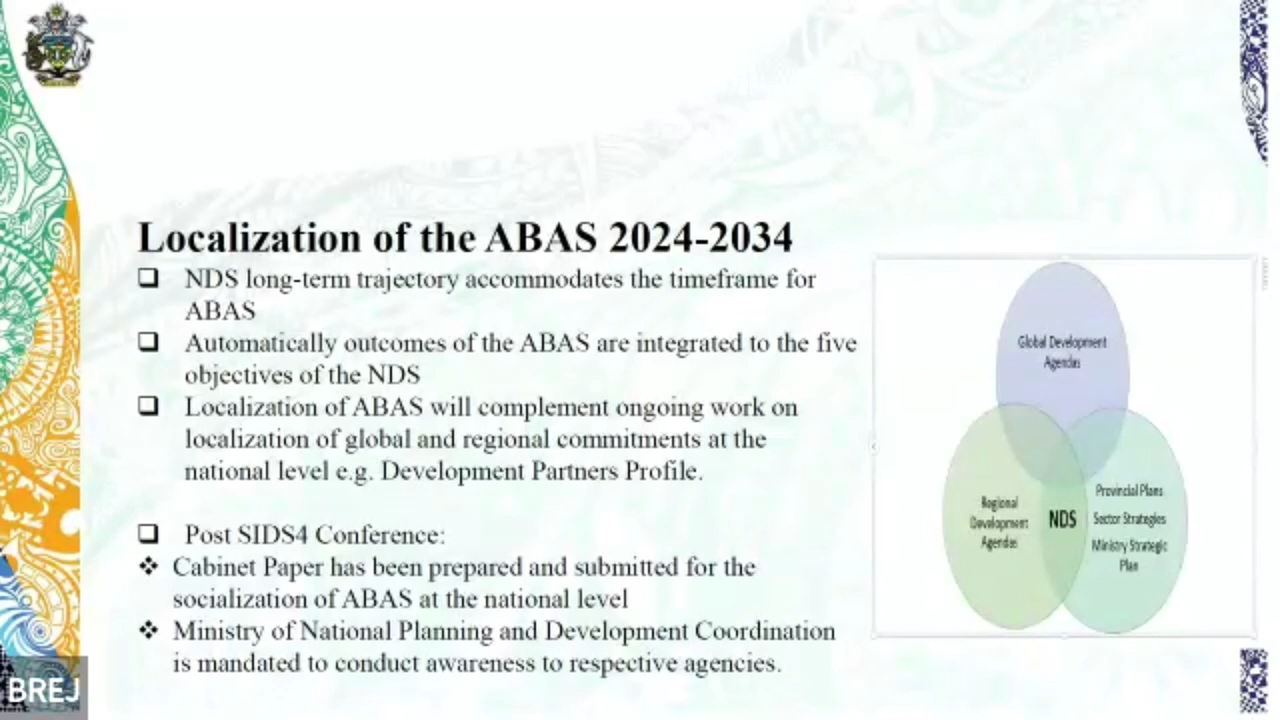 Localization of the ABAS 2024-2034
NDS long-term trajectory accommodates the timeframe for
ABAS
Automatically outcomes of the ABAS are integrated to the five
objectives of the NDS
Localization of ABAS will complement ongoing work on
localization of global and regional commitments at the
national level e.g. Development Partners Profile.
Post SIDS4 Conference:
Cabinet Paper has been prepared and submitted for the
socialization of ABAS at the national level
Ministry of National Planning and Development Coordination
is mandated to conduct awareness to respective agencies.
Global Development
Agendas
Regional
Development
Agendas
NDS
Provincial Plans
Sector Strategies
Ministry Strategic
Plan
BREJ